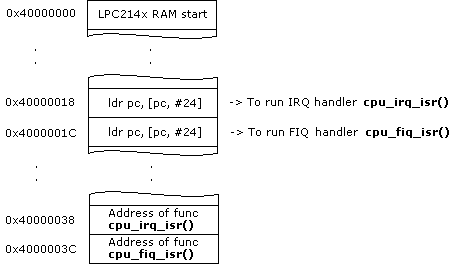 0x40000000 LPC214x RAM start
0x40000018 ldr pc, [pc, #24] -> To run IRQ handler cpu_irq_isr()
0x4000001C ldr pc, [pc, #24] -> To run FIQ handler cpu_fiq_isr()
0x40000038 Address of func
cpu_irq_isr()
0x4000003C Address of func
cpu_fiq_isr()